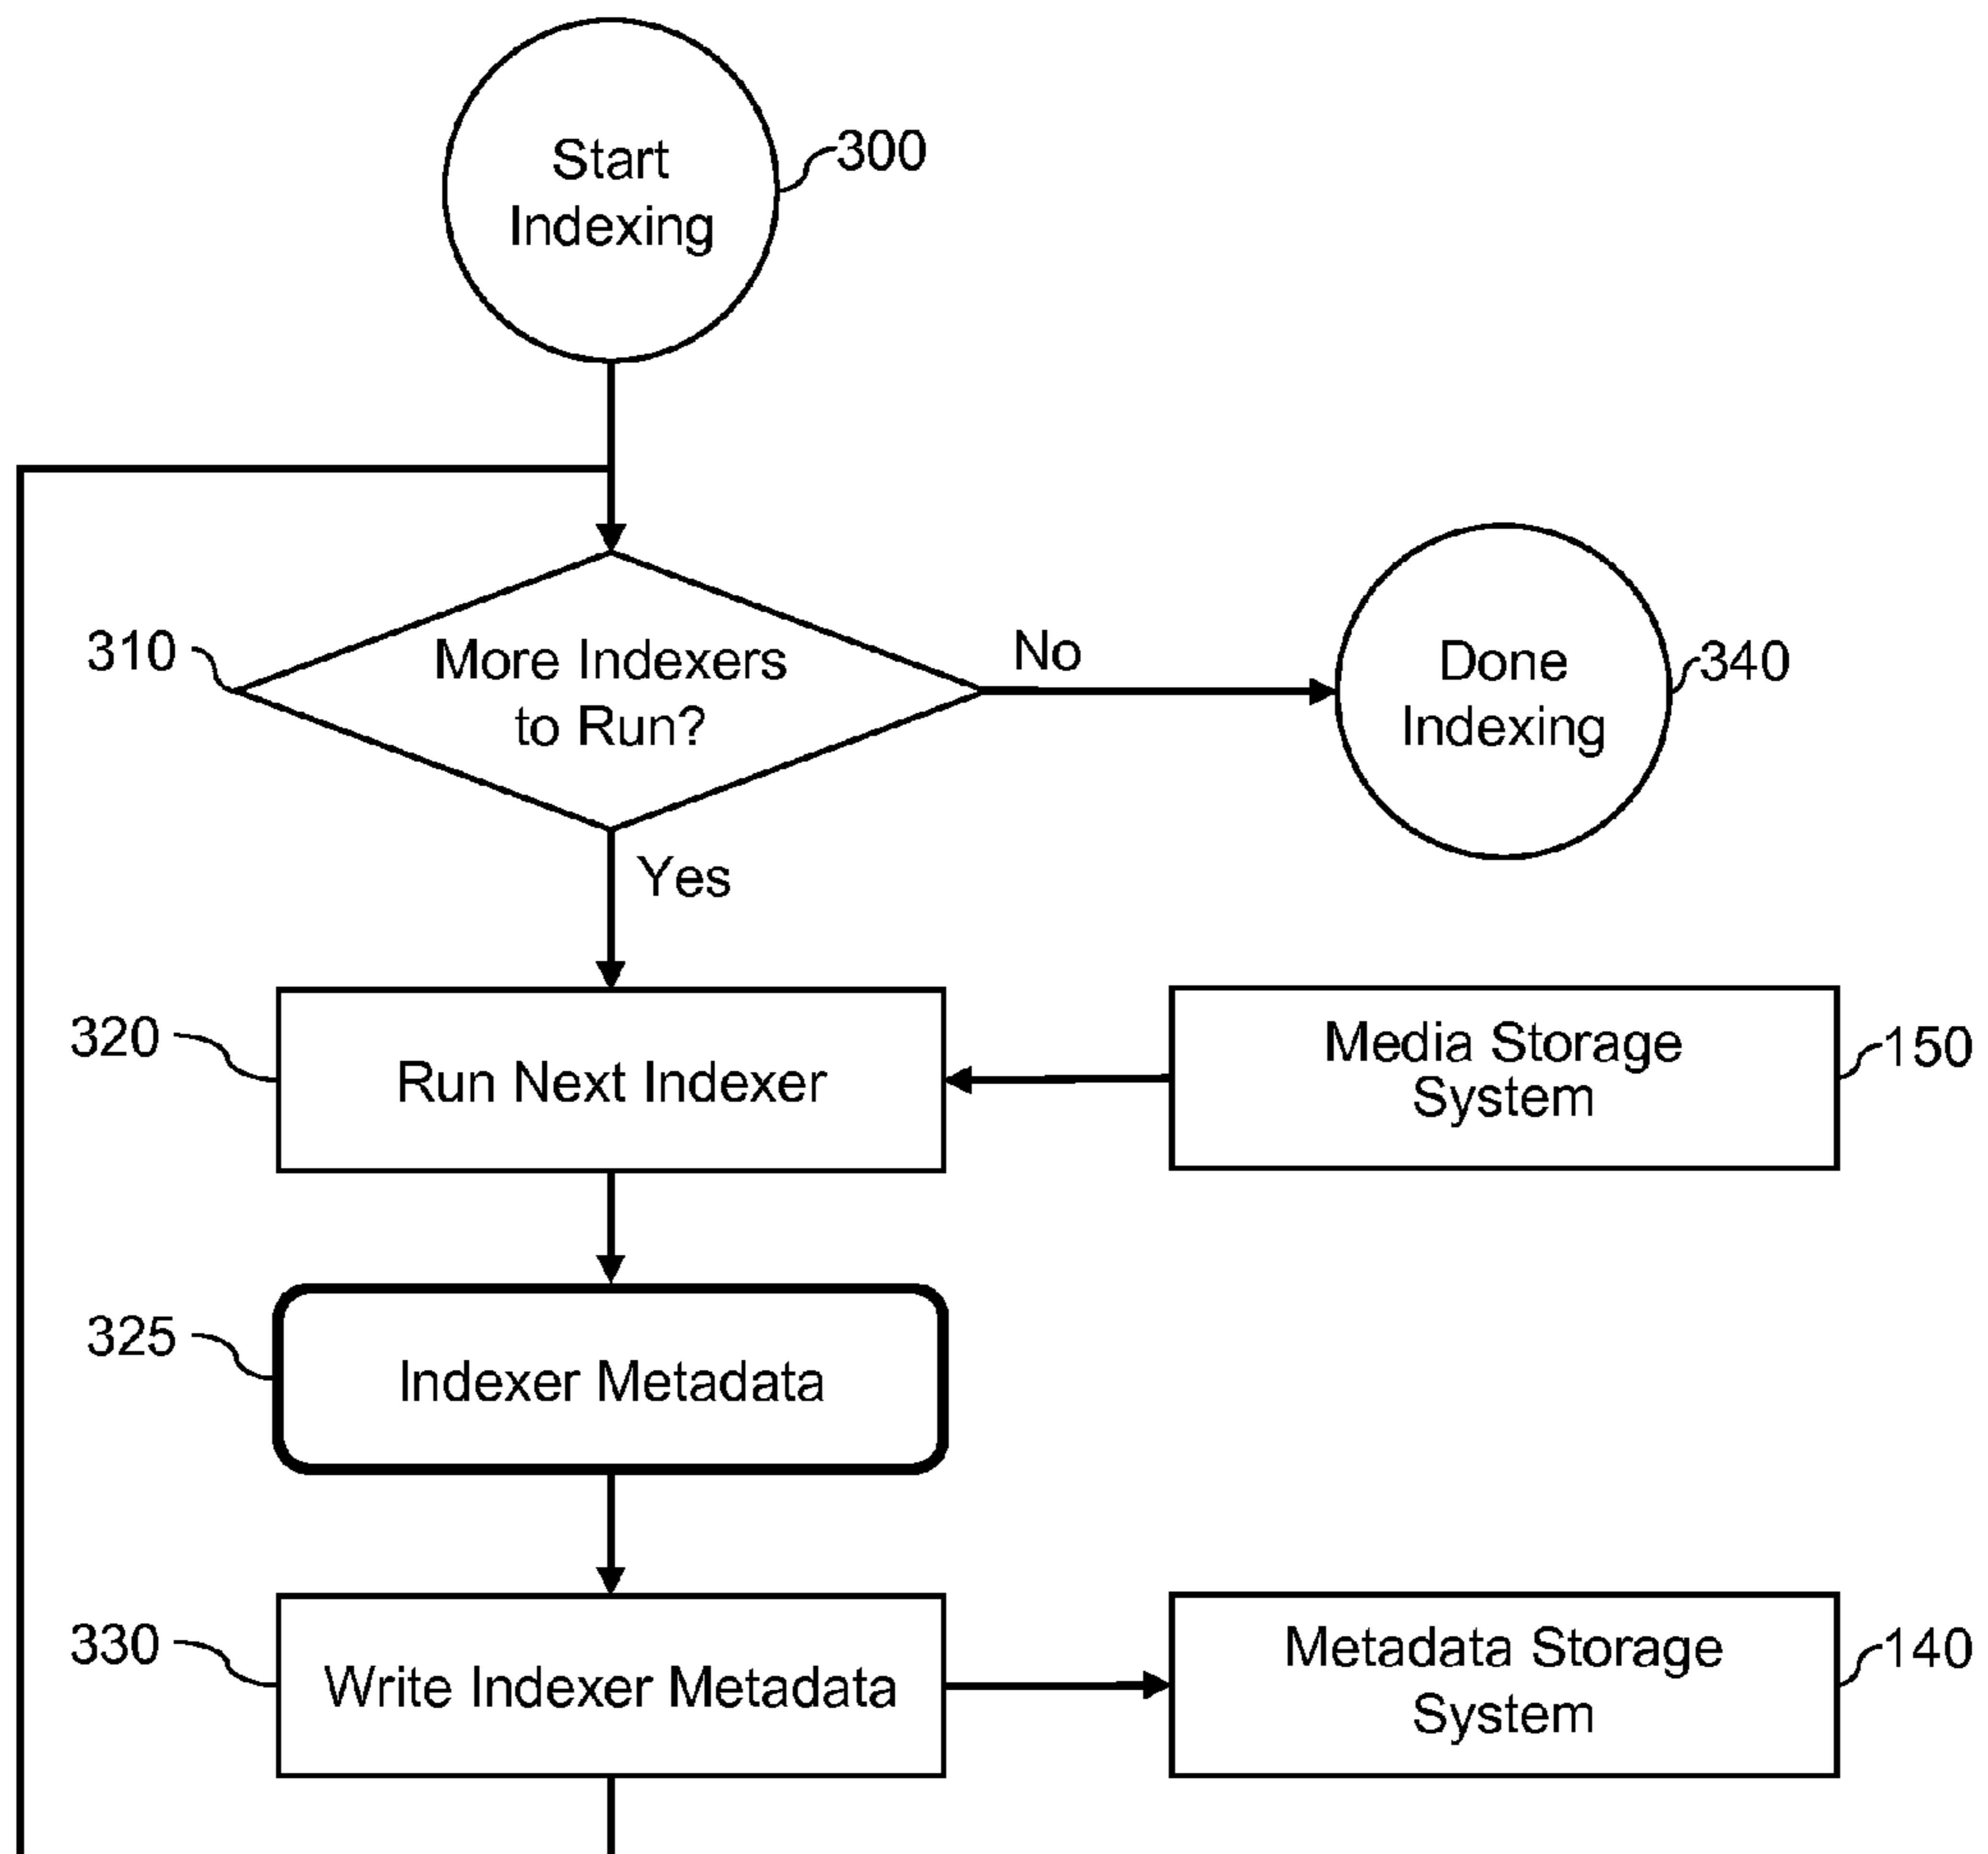 Start
Indexing
300
310
More Indexers
to Run?
No
Done
Indexing
340
Yes
320
Run Next Indexer
Media Storage
System
150
325
Indexer Metadata
330
Write Indexer Metadata
Metadata Storage
System
140